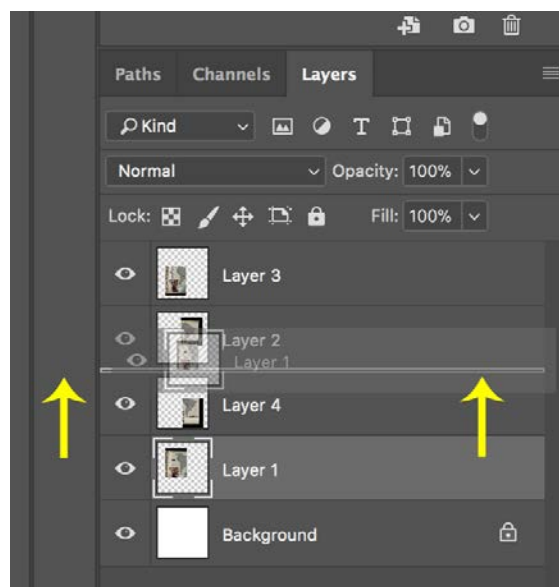 Paths Channels Layers
Kind
Normal Opacity: 100%
Lock: Fill: 100%
Layer 3
Layer 2
Layer 1
Layer 4
Layer 1
Background